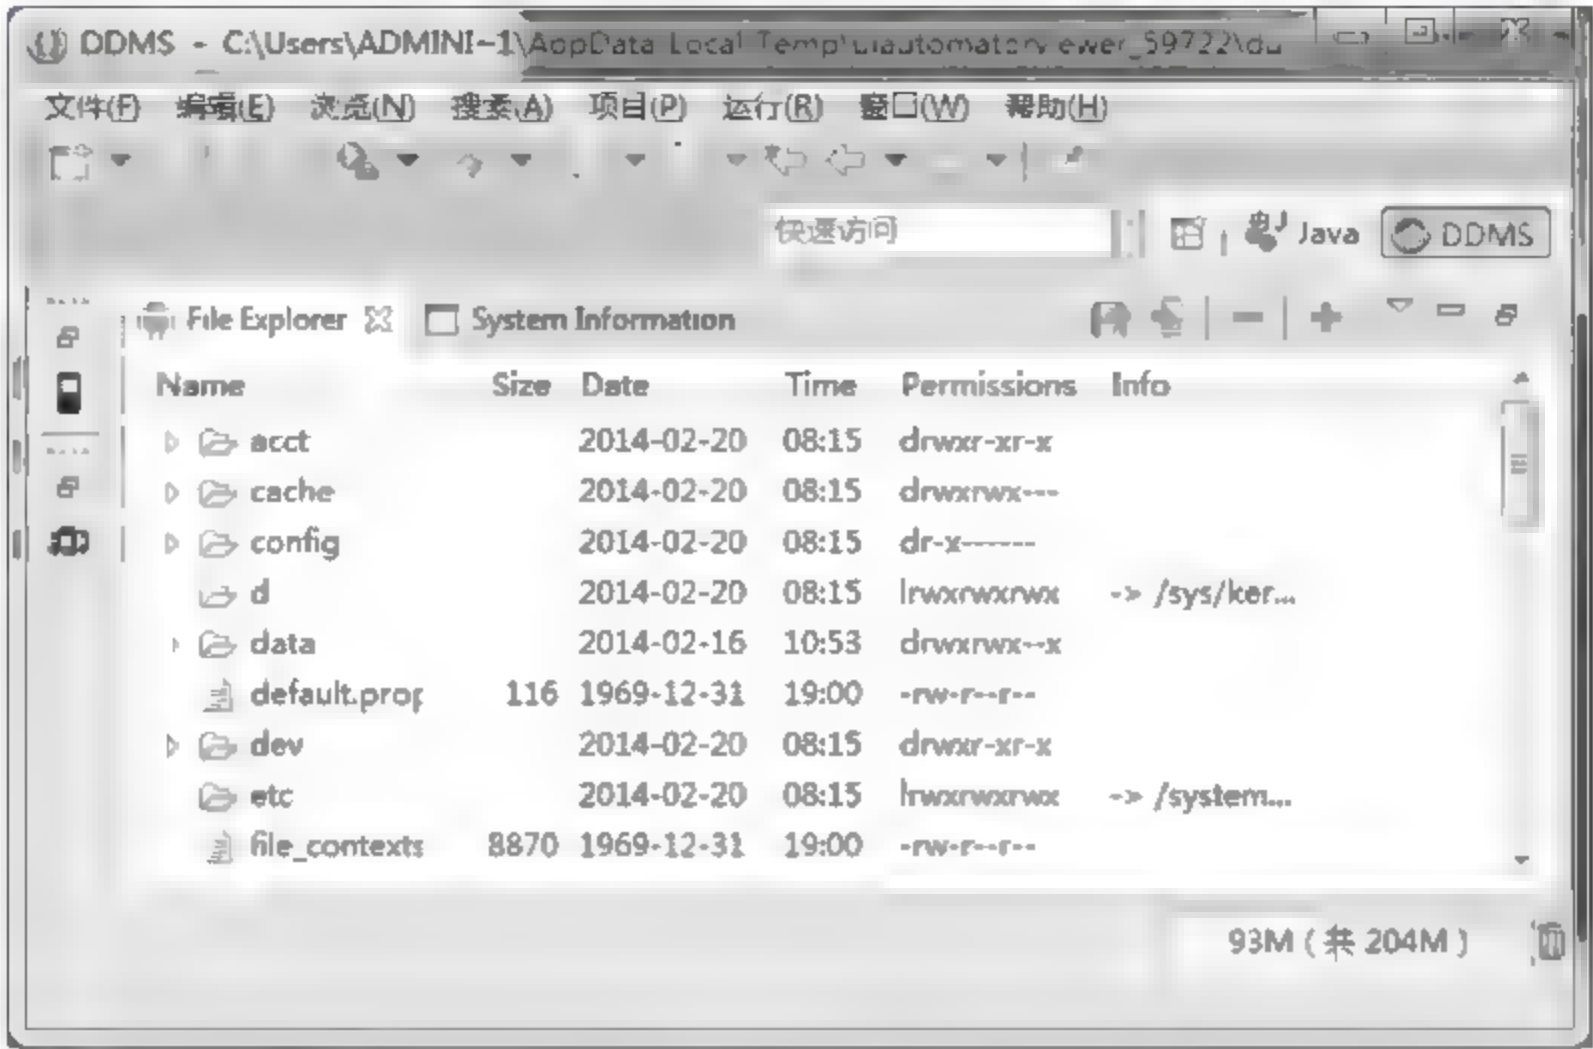 DDMS - C:\Users\ADMINI~1\AppData\Local\Temp\uiautomatorviewer_59722\du
文件(F) 编辑(E) 浏览(N) 搜索(A) 项目(P) 运行(R) 窗口(W) 帮助(H)
快速访问 Java DDMS
File Explorer System Information
Name Size Date Time Permissions Info
acct 2014-02-20 08:15 drwxr-xr-x
cache 2014-02-20 08:15 drwxrwx---
config 2014-02-20 08:15 dr-x------
d 2014-02-20 08:15 lrwxrwxrwx -> /sys/ker...
data 2014-02-16 10:53 drwxrwx--x
default.prop 116 1969-12-31 19:00 -rw-r--r--
dev 2014-02-20 08:15 drwxr-xr-x
etc 2014-02-20 08:15 lrwxrwxrwx -> /system...
file_contexts 8870 1969-12-31 19:00 -rw-r--r--
93M ( 共 204M )